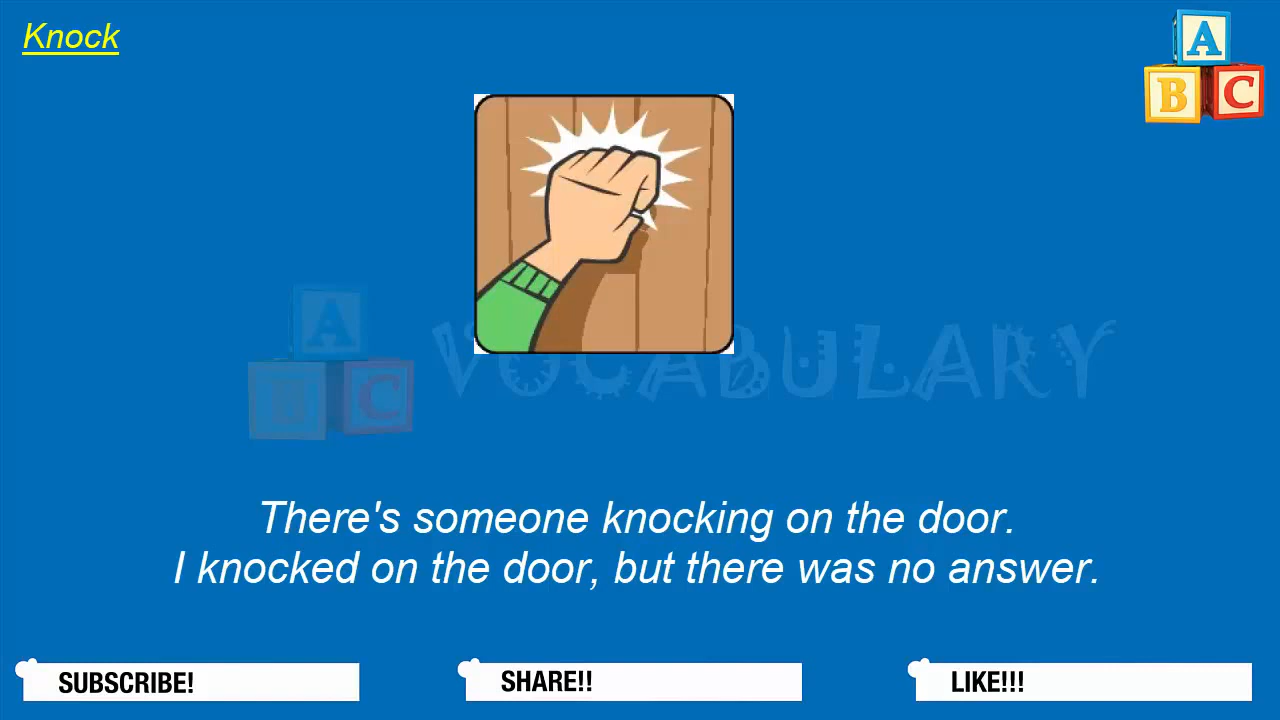 Knock
A
B C
A
B C
VOCABULARY
There's someone knocking on the door.
I knocked on the door, but there was no answer.
SUBSCRIBE!
SHARE!!
LIKE!!!